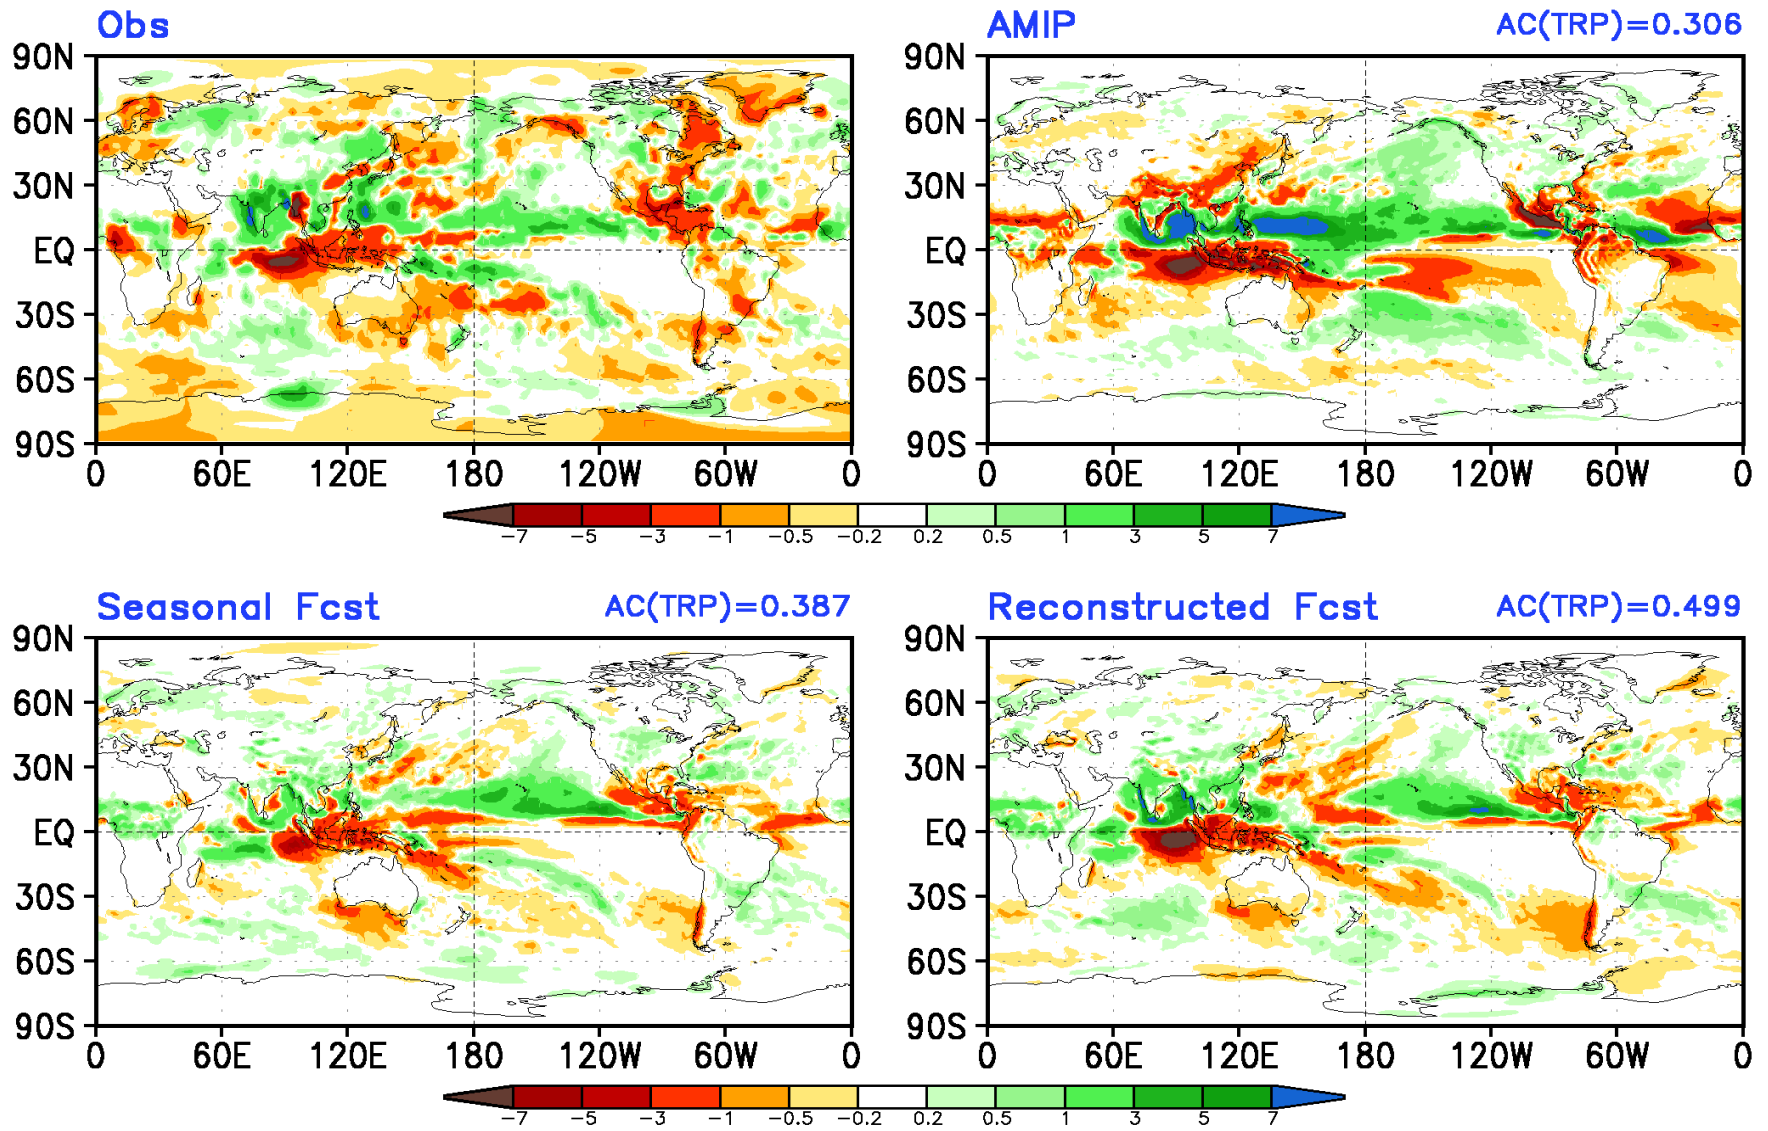 Obs
AMIP AC(TRP)=0.306
90N 90N
60N 60N
30N 30N
EQ EQ
30S 30S
60S 60S
90S 90S
0 60E 120E 180 120W 60W 0 0 60E 120E 180 120W 60W 0
-7 -5 -3 -1 -0.5 -0.2 0.2 0.5 1 3 5 7
Seasonal Fcst AC(TRP)=0.387
Reconstructed Fcst AC(TRP)=0.499
90N 90N
60N 60N
30N 30N
EQ EQ
30S 30S
60S 60S
90S 90S
0 60E 120E 180 120W 60W 0 0 60E 120E 180 120W 60W 0
-7 -5 -3 -1 -0.5 -0.2 0.2 0.5 1 3 5 7